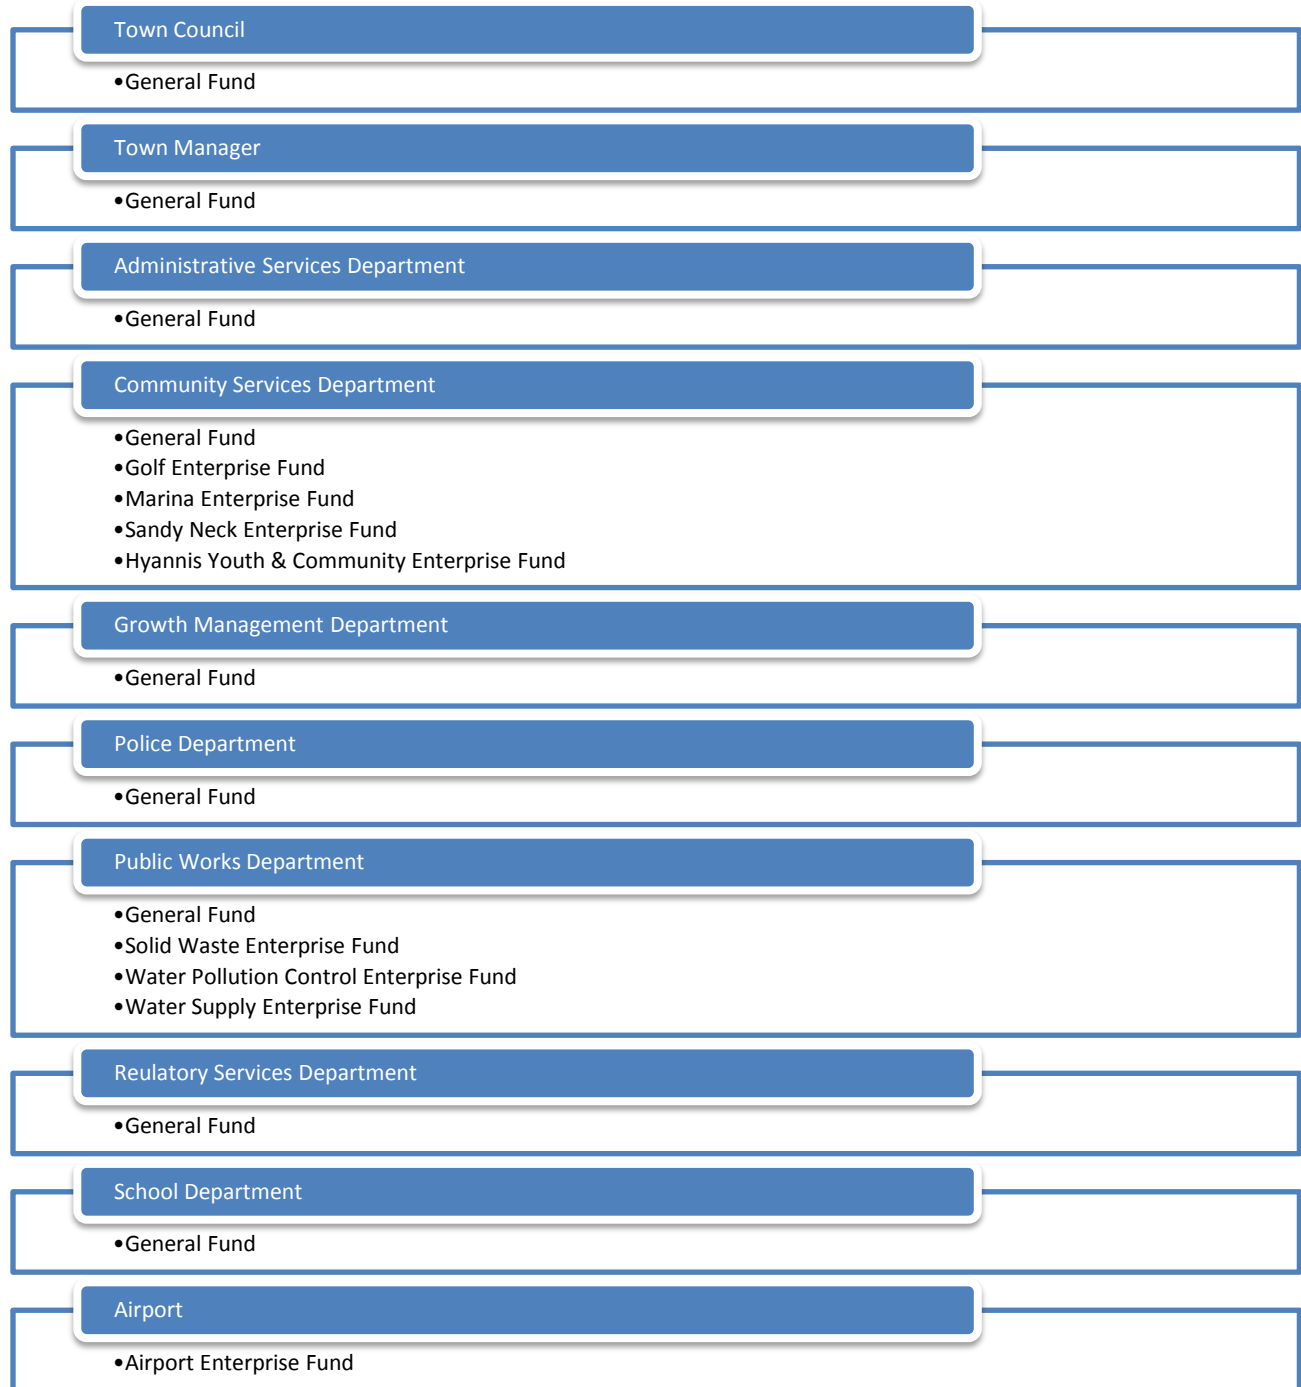 Town Council
•General Fund
Town Manager
•General Fund
Administrative Services Department
•General Fund
Community Services Department
•General Fund
•Golf Enterprise Fund
•Marina Enterprise Fund
•Sandy Neck Enterprise Fund
•Hyannis Youth & Community Enterprise Fund
Growth Management Department
•General Fund
Police Department
•General Fund
Public Works Department
•General Fund
•Solid Waste Enterprise Fund
•Water Pollution Control Enterprise Fund
•Water Supply Enterprise Fund
Reulatory Services Department
•General Fund
School Department
•General Fund
Airport
•Airport Enterprise Fund